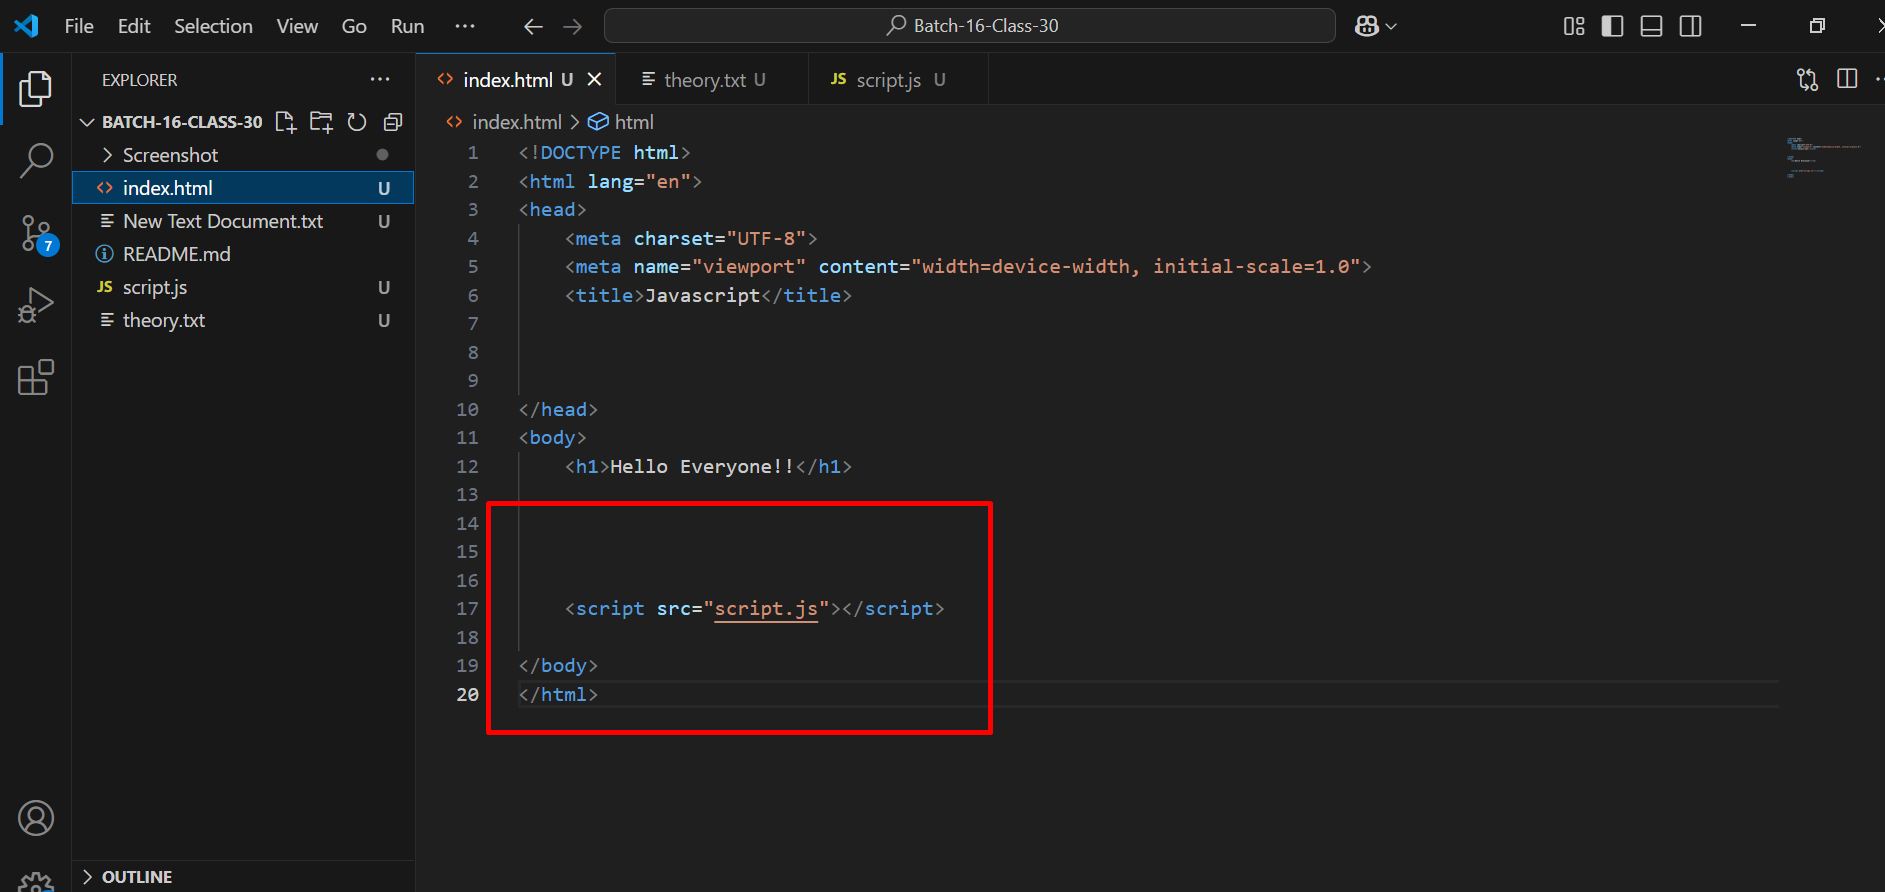 File Edit Selection View Go Run ··· Batch-16-Class-30
EXPLORER ···
BATCH-16-CLASS-30
Screenshot
index.html U
New Text Document.txt U
README.md
JS script.js U
theory.txt U
7
OUTLINE
index.html U theory.txt U JS script.js U
index.html > html
1 <!DOCTYPE html>
2 <html lang="en">
3 <head>
4 <meta charset="UTF-8">
5 <meta name="viewport" content="width=device-width, initial-scale=1.0">
6 <title>Javascript</title>
7
8
9
10 </head>
11 <body>
12 <h1>Hello Everyone!!</h1>
13
14
15
16
17 <script src="script.js"></script>
18
19 </body>
20 </html>